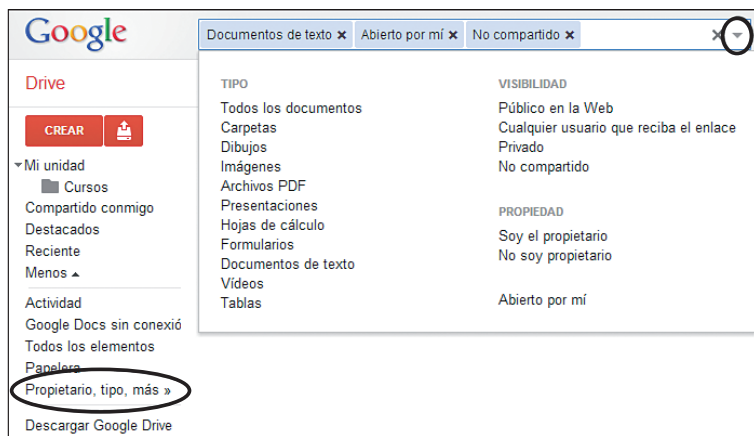 Google
Documentos de texto × Abierto por mí × No compartido × ×
Drive
CREAR
Mi unidad
Cursos
Compartido conmigo
Destacados
Reciente
Menos
Actividad
Google Docs sin conexió
Todos los elementos
Papelera
Propietario, tipo, más »
Descargar Google Drive
TIPO
Todos los documentos
Carpetas
Dibujos
Imágenes
Archivos PDF
Presentaciones
Hojas de cálculo
Formularios
Documentos de texto
Vídeos
Tablas
VISIBILIDAD
Público en la Web
Cualquier usuario que reciba el enlace
Privado
No compartido
PROPIEDAD
Soy el propietario
No soy propietario
Abierto por mí